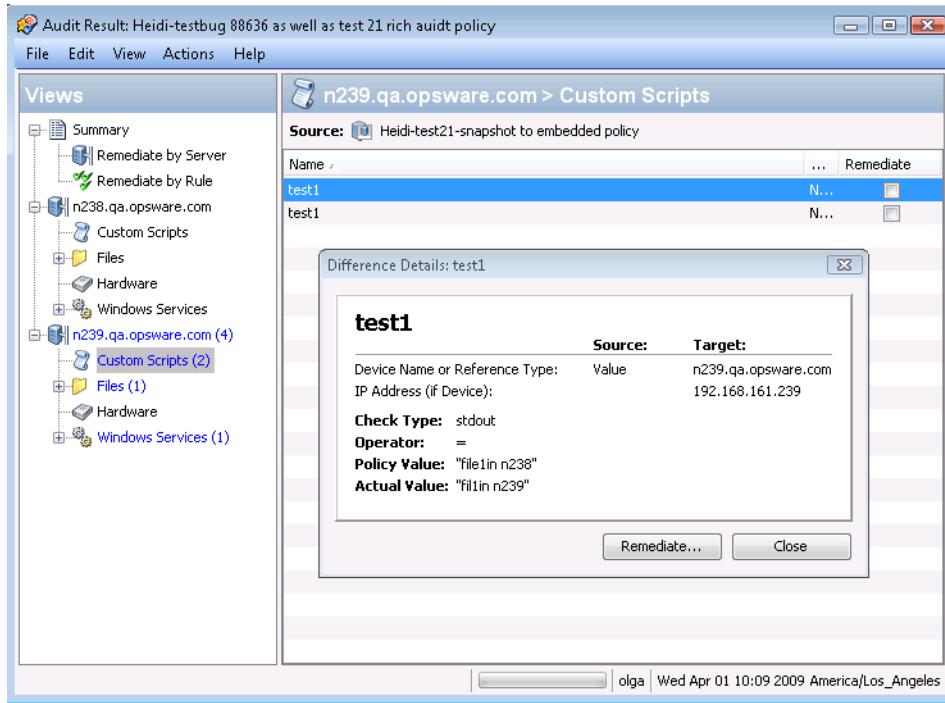 Audit Result: Heidi-testbug 88636 as well as test 21 rich auidt policy
File Edit View Actions Help
Views
Summary
Remediate by Server
Remediate by Rule
n238.qa.opsware.com
Custom Scripts
Files
Hardware
Windows Services
n239.qa.opsware.com (4)
Custom Scripts (2)
Files (1)
Hardware
Windows Services (1)
n239.qa.opsware.com > Custom Scripts
Source: Heidi-test21-snapshot to embedded policy
Name ... Remediate
test1 N...
test1 N...
Difference Details: test1
test1
Source: Target:
Device Name or Reference Type: Value n239.qa.opsware.com
IP Address (if Device): 192.168.161.239
Check Type: stdout
Operator: =
Policy Value: "file1in n238"
Actual Value: "fil1in n239"
Remediate... Close
olga Wed Apr 01 10:09 2009 America/Los_Angeles